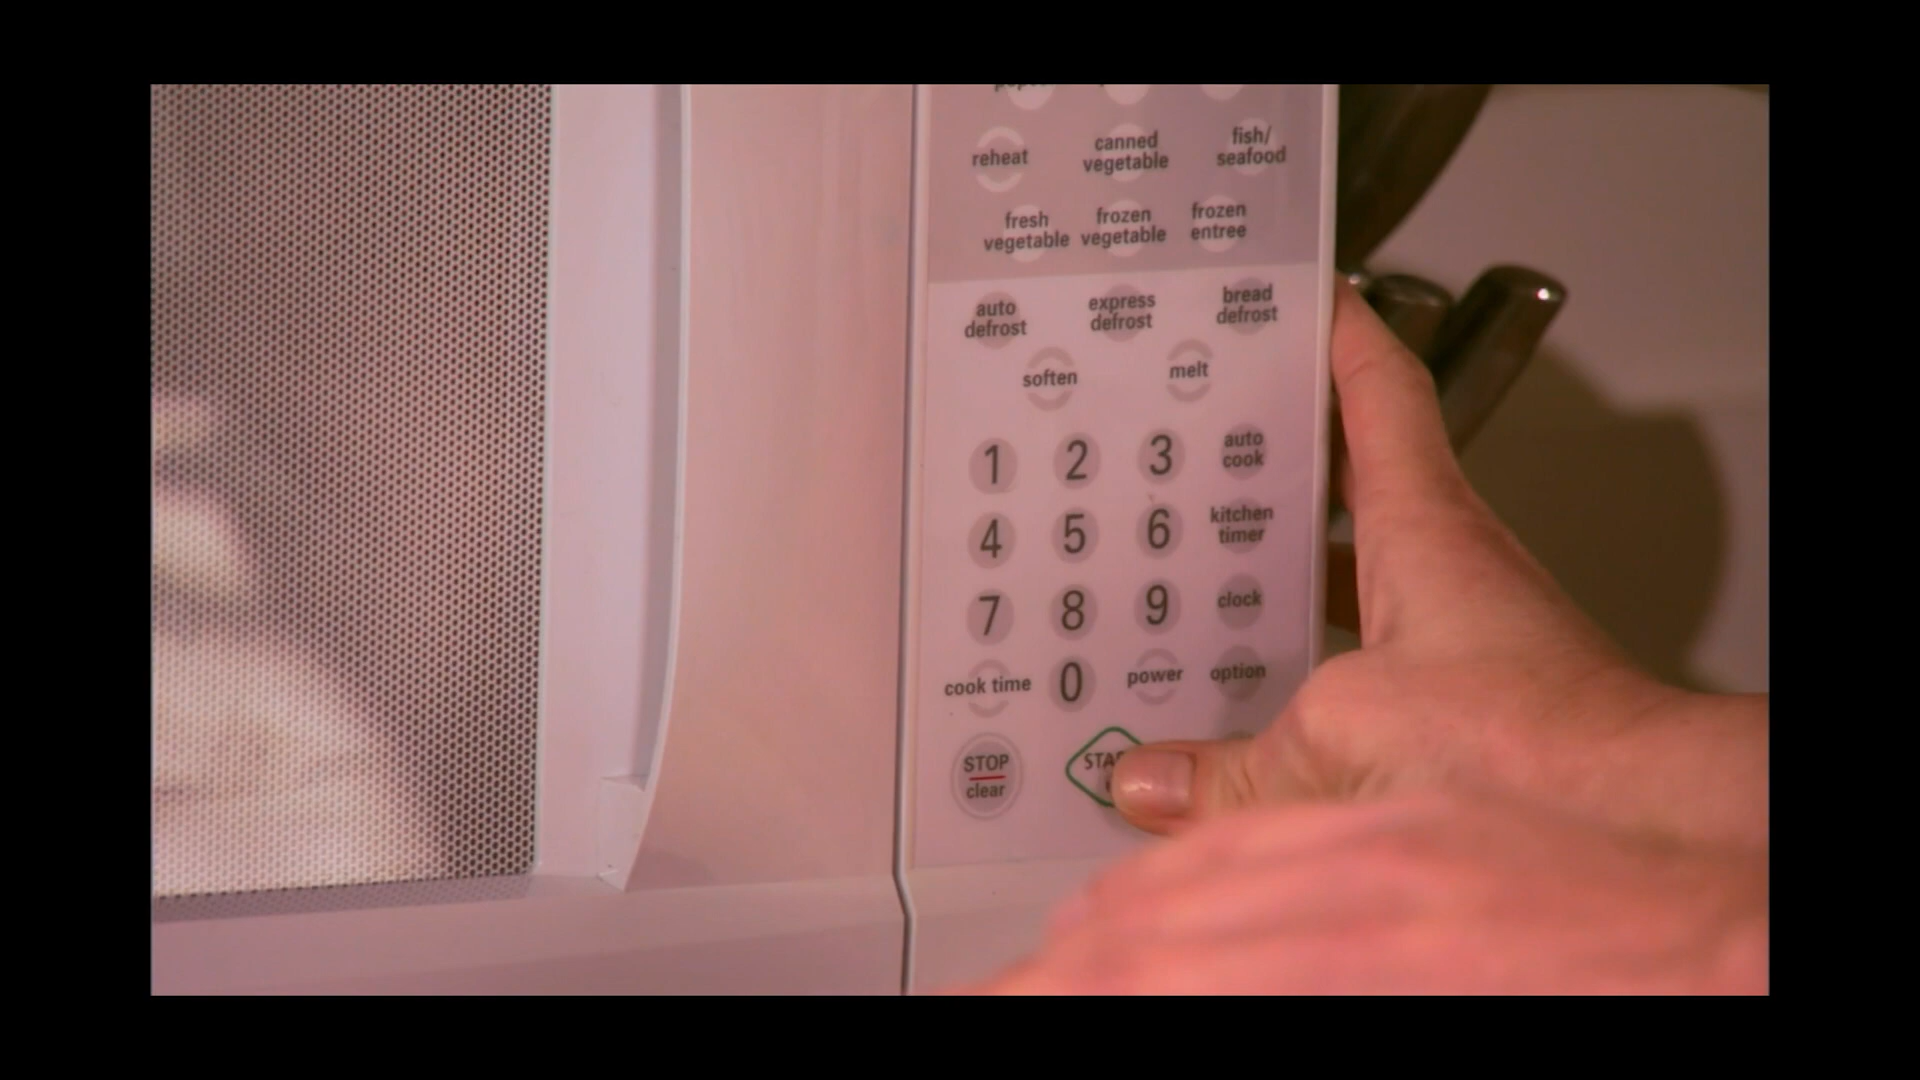 reheat
canned
vegetable
fish/
seafood
fresh
vegetable
frozen
vegetable
frozen
entree
auto
defrost
express
defrost
bread
defrost
soften
melt
1
2
3
auto
cook
4
5
6
kitchen
timer
7
8
9
clock
cook time
0
power
option
STOP
clear